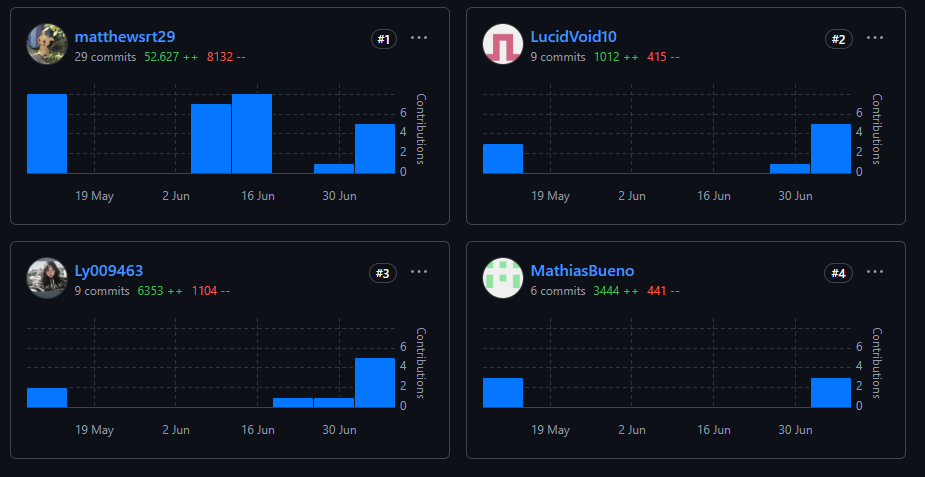 matthewsrt29
#1
29 commits 52.627 ++ 8132 --
6
4
2
0
Contributions
19 May 2 Jun 16 Jun 30 Jun
LucidVoid10
#2
9 commits 1012 ++ 415 --
6
4
2
0
Contributions
19 May 2 Jun 16 Jun 30 Jun
Ly009463
#3
9 commits 6353 ++ 1104 --
6
4
2
0
Contributions
19 May 2 Jun 16 Jun 30 Jun
MathiasBueno
#4
6 commits 3444 ++ 441 --
6
4
2
0
Contributions
19 May 2 Jun 16 Jun 30 Jun